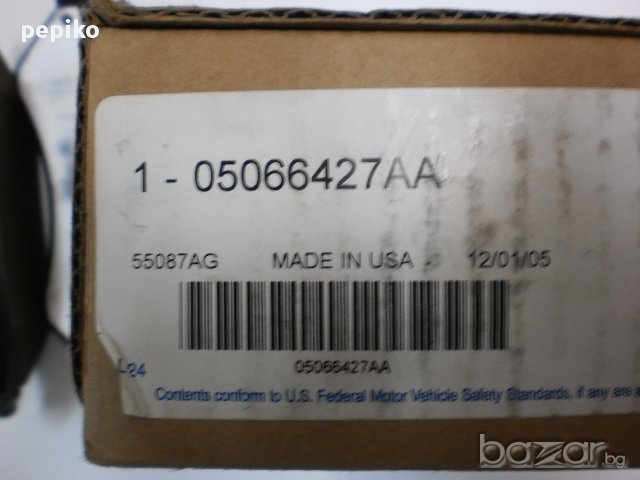 pepiko
1 - 05066427AA
55087AG MADE IN USA 12/01/05
05066427AA
L24
Contents conform to U.S. Federal Motor Vehicle Safety Standards, if any are a
bazar.bg